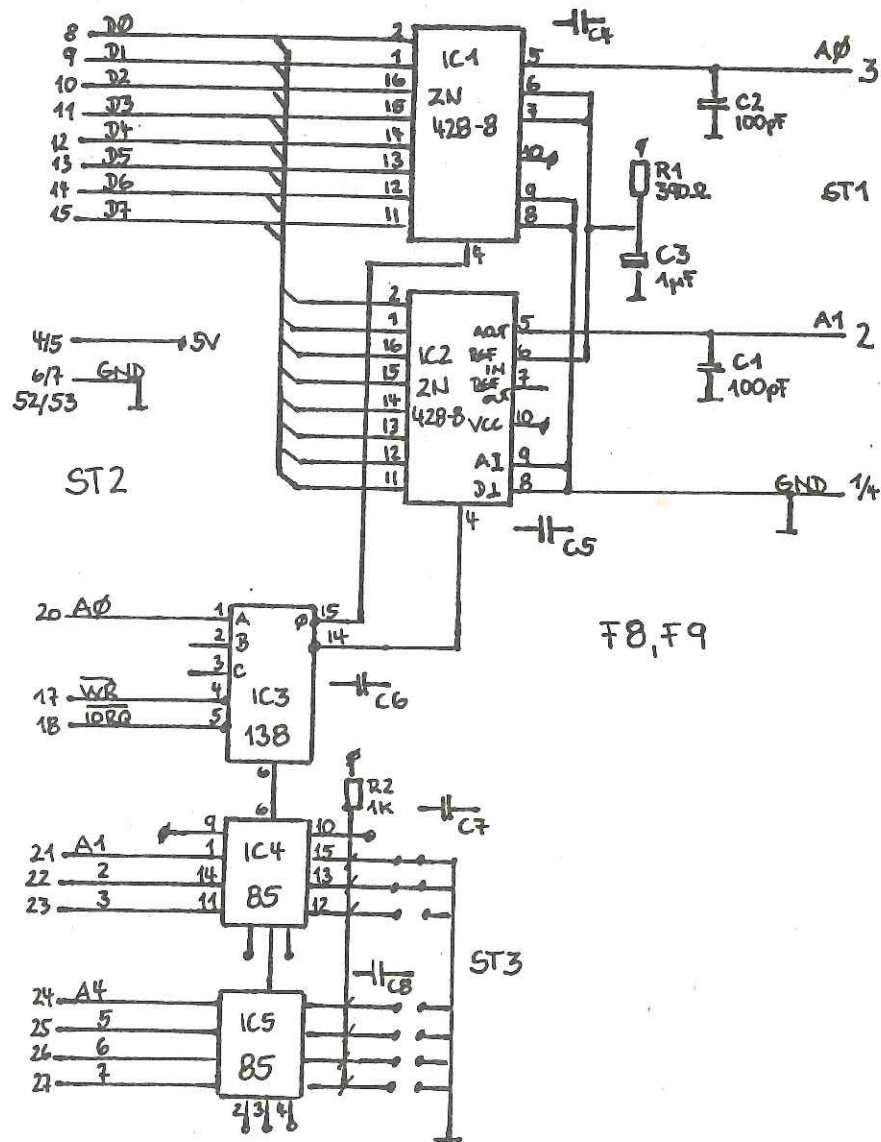 8 DØ 2
9 D1 1
10 D2 16
11 D3 15
12 D4 14
13 D5 13
14 D6 12
15 D7 11
IC1
ZN
428-8
5
6
7
10
9
8
4
C4
AØ 3
C2
100pF
R1
390Ω
ST1
C3
1µF
4/5 5V
6/7 GND
52/53
ST2
2
1
16
15
14
13
12
11
IC2
ZN
428-8
AOUT 5
REF IN 6
REF OUT 7
VCC 10
A⊥ 9
D⊥ 8
4
A1 2
C1
100pF
GND 1/4
C5
F8, F9
20 AØ 1 A
2 B
3 C
17 WR 4
18 IORQ 5
Ø 15
14
IC3
138
6
C6
R2
1K
C7
6
9 10
21 A1 1 15
22 2 14 13
23 3 11 12
IC4
85
ST3
C8
24 A4
25 5
26 6
27 7
IC5
85
2 3 4